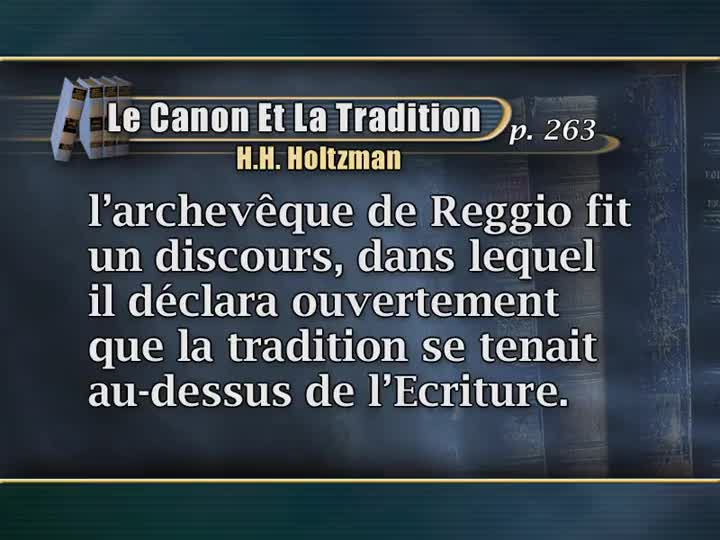 Le Canon Et La Tradition
p. 263
H.H. Holtzman
l’archevêque de Reggio fit
un discours, dans lequel
il déclara ouvertement
que la tradition se tenait
au-dessus de l’Ecriture.